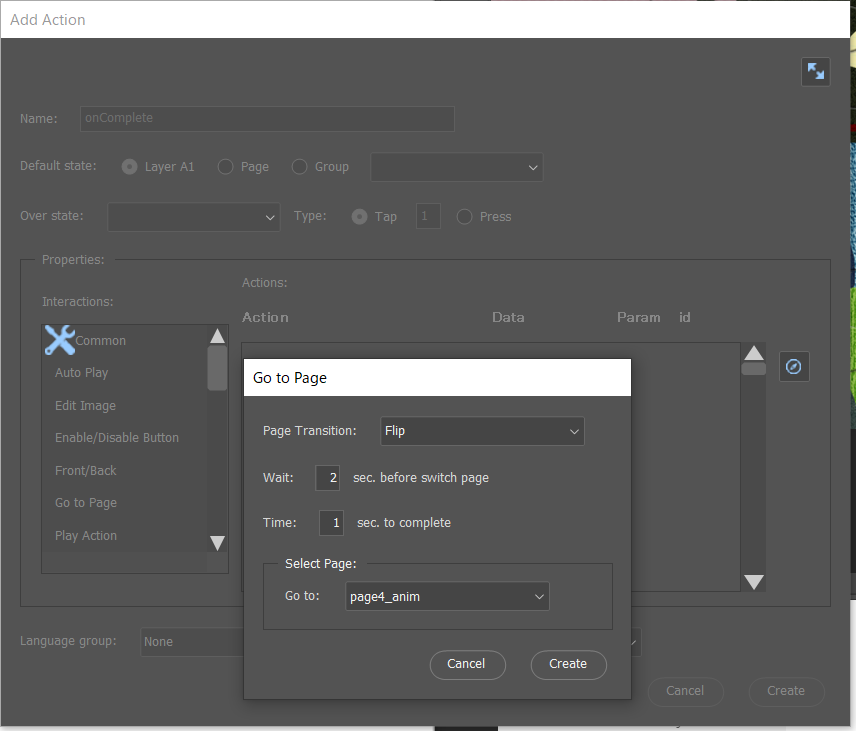 Add Action
Name: onComplete
Default state: Layer A1 Page Group
Over state: Type: Tap 1 Press
Properties:
Interactions:
Actions:
Action Data Param id
Common
Auto Play
Edit Image
Enable/Disable Button
Front/Back
Go to Page
Play Action
Go to Page
Page Transition: Flip
Wait: 2 sec. before switch page
Time: 1 sec. to complete
Select Page:
Go to: page4_anim
Cancel Create
Language group: None
Cancel Create